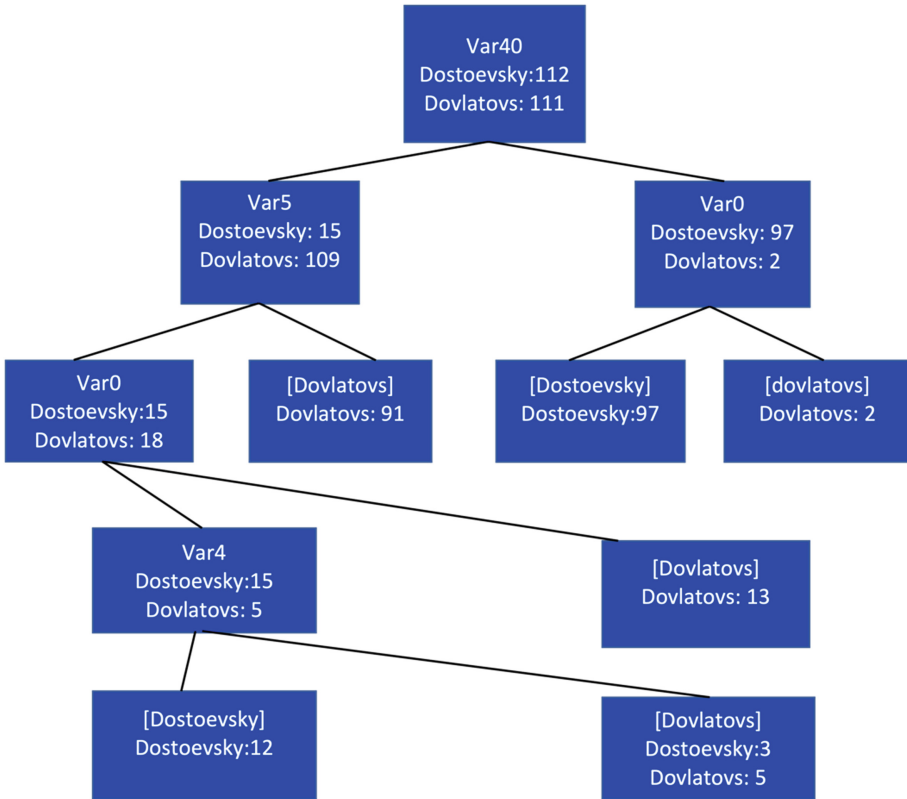 Var40
Dostoevsky:112
Dovlatovs: 111
Var5
Dostoevsky: 15
Dovlatovs: 109
Var0
Dostoevsky: 97
Dovlatovs: 2
Var0
Dostoevsky:15
Dovlatovs: 18
[Dovlatovs]
Dovlatovs: 91
[Dostoevsky]
Dostoevsky:97
[dovlatovs]
Dovlatovs: 2
Var4
Dostoevsky:15
Dovlatovs: 5
[Dovlatovs]
Dovlatovs: 13
[Dostoevsky]
Dostoevsky:12
[Dovlatovs]
Dostoevsky:3
Dovlatovs: 5